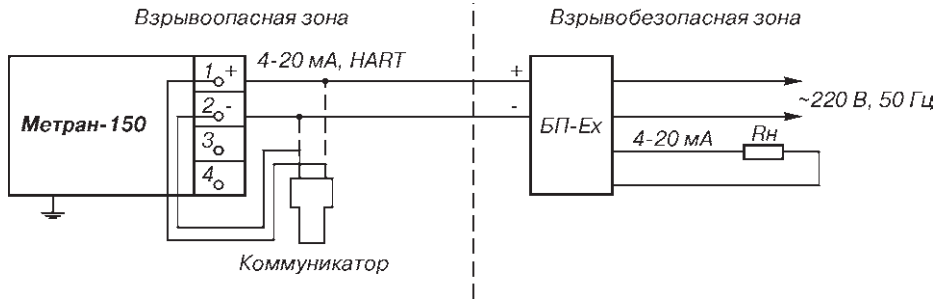 Взрывоопасная зона
Взрывобезопасная зона
1 +
4-20 мА, HART
+
2 -
-
~220 В, 50 Гц
Метран-150
БП-Ex
3
4-20 мА
Rн
4
Коммуникатор